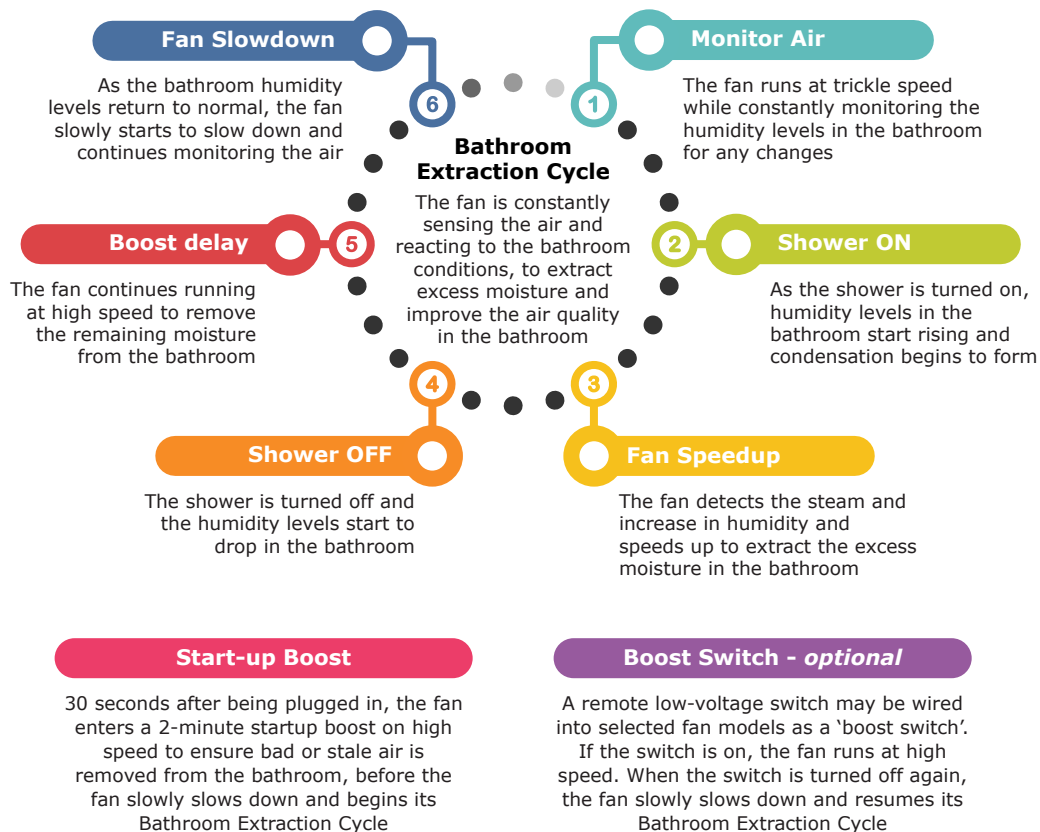 Fan Slowdown
As the bathroom humidity
levels return to normal, the fan
slowly starts to slow down and
continues monitoring the air
6
Monitor Air
The fan runs at trickle speed
while constantly monitoring the
humidity levels in the bathroom
for any changes
1
Bathroom
Extraction Cycle
The fan is constantly
sensing the air and
reacting to the bathroom
conditions, to extract
excess moisture and
improve the air quality
in the bathroom
Boost delay
5
The fan continues running
at high speed to remove
the remaining moisture
from the bathroom
2
Shower ON
As the shower is turned on,
humidity levels in the
bathroom start rising and
condensation begins to form
4
Shower OFF
The shower is turned off and
the humidity levels start to
drop in the bathroom
3
Fan Speedup
The fan detects the steam and
increase in humidity and
speeds up to extract the excess
moisture in the bathroom
Start-up Boost
30 seconds after being plugged in, the fan
enters a 2-minute startup boost on high
speed to ensure bad or stale air is
removed from the bathroom, before the
fan slowly slows down and begins its
Bathroom Extraction Cycle
Boost Switch - optional
A remote low-voltage switch may be wired
into selected fan models as a ‘boost switch’.
If the switch is on, the fan runs at high
speed. When the switch is turned off again,
the fan slowly slows down and resumes its
Bathroom Extraction Cycle